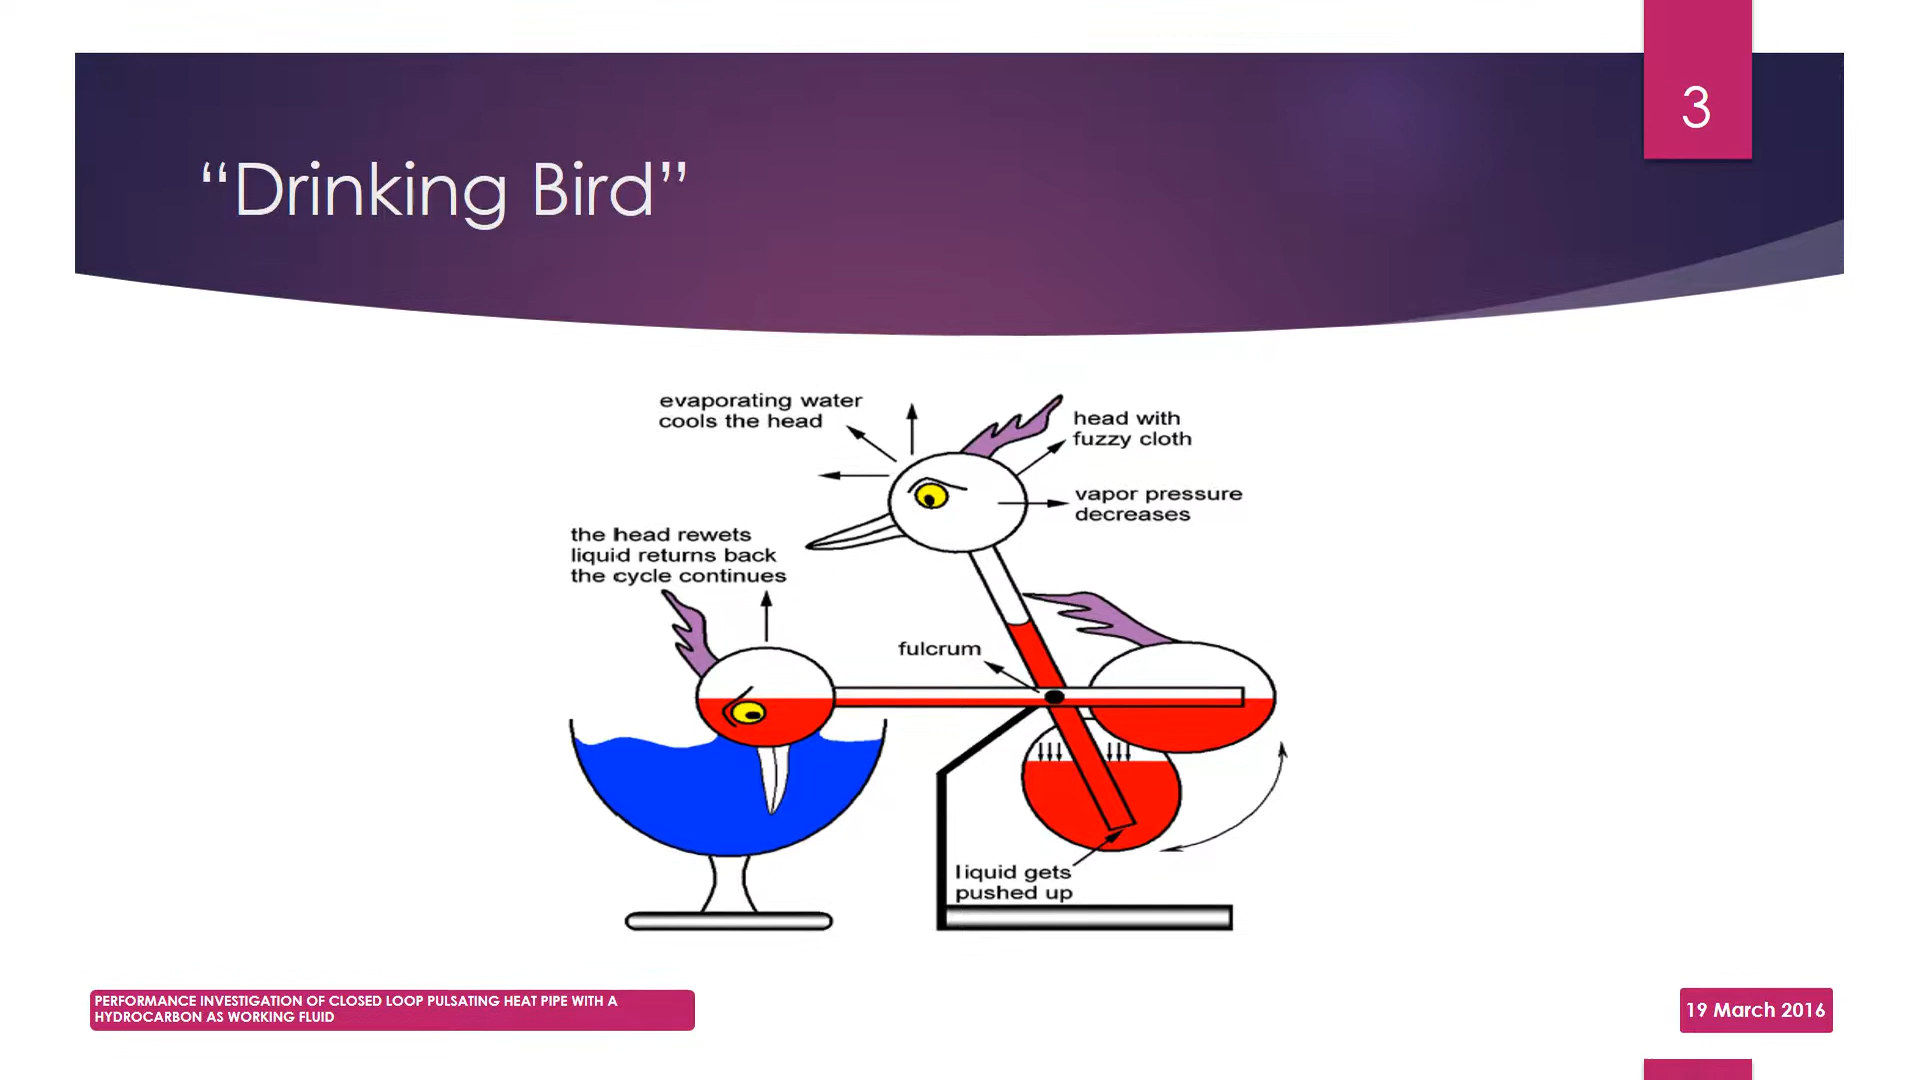 3
“Drinking Bird”
evaporating water
cools the head
head with
fuzzy cloth
vapor pressure
decreases
the head rewets
liquid returns back
the cycle continues
fulcrum
liquid gets
pushed up
PERFORMANCE INVESTIGATION OF CLOSED LOOP PULSATING HEAT PIPE WITH A
HYDROCARBON AS WORKING FLUID
19 March 2016